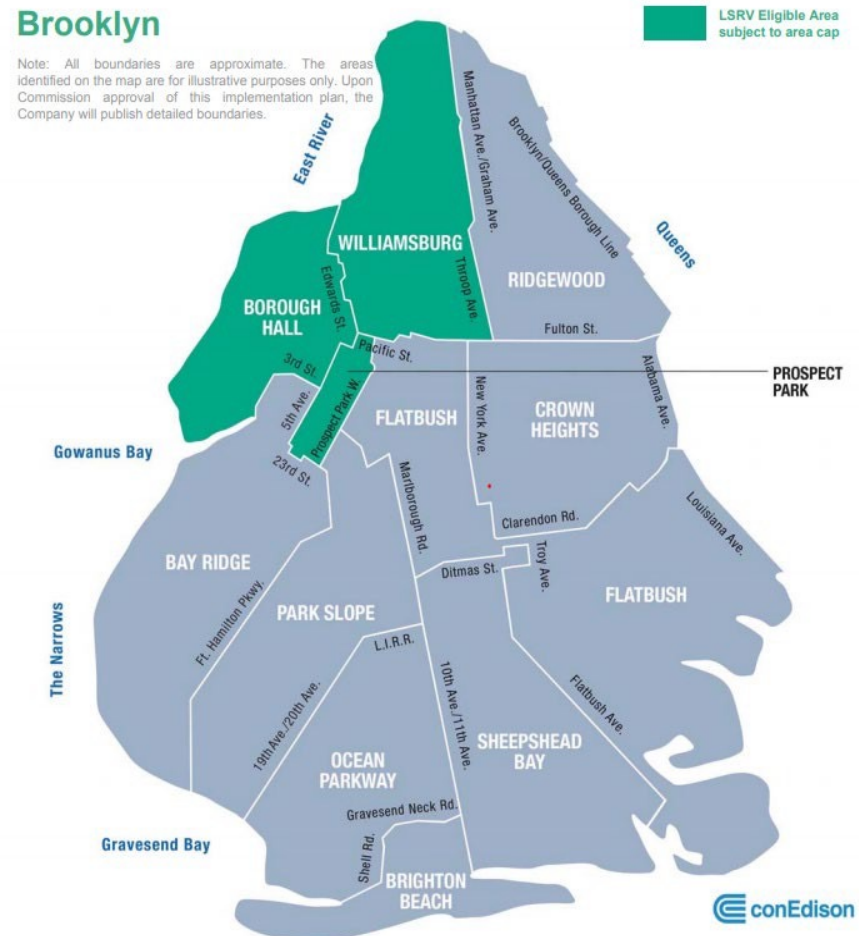 Brooklyn
Note: All boundaries are approximate. The areas
identified on the map are for illustrative purposes only. Upon
Commission approval of this implementation plan, the
Company will publish detailed boundaries.
LSRV Eligible Area
subject to area cap
East River
Manhattan Ave./Graham Ave.
Brooklyn/Queens Borough Line
Queens
WILLIAMSBURG
Throop Ave.
RIDGEWOOD
Edwards St.
BOROUGH
HALL
Fulton St.
Pacific St.
3rd St.
Alabama Ave.
PROSPECT
PARK
5th Ave.
Prospect Park W.
FLATBUSH
New York Ave.
CROWN
HEIGHTS
Gowanus Bay
23rd St.
Marlborough Rd.
Clarendon Rd.
Louisiana Ave.
BAY RIDGE
Ditmas St.
Troy Ave.
FLATBUSH
The Narrows
Ft. Hamilton Pkwy.
PARK SLOPE
L.I.R.R.
19thAve./20th Ave.
10th Ave./11th Ave.
Flatbush Ave.
SHEEPSHEAD
BAY
OCEAN
PARKWAY
Gravesend Neck Rd.
Gravesend Bay
Shell Rd.
BRIGHTON
BEACH
conEdison